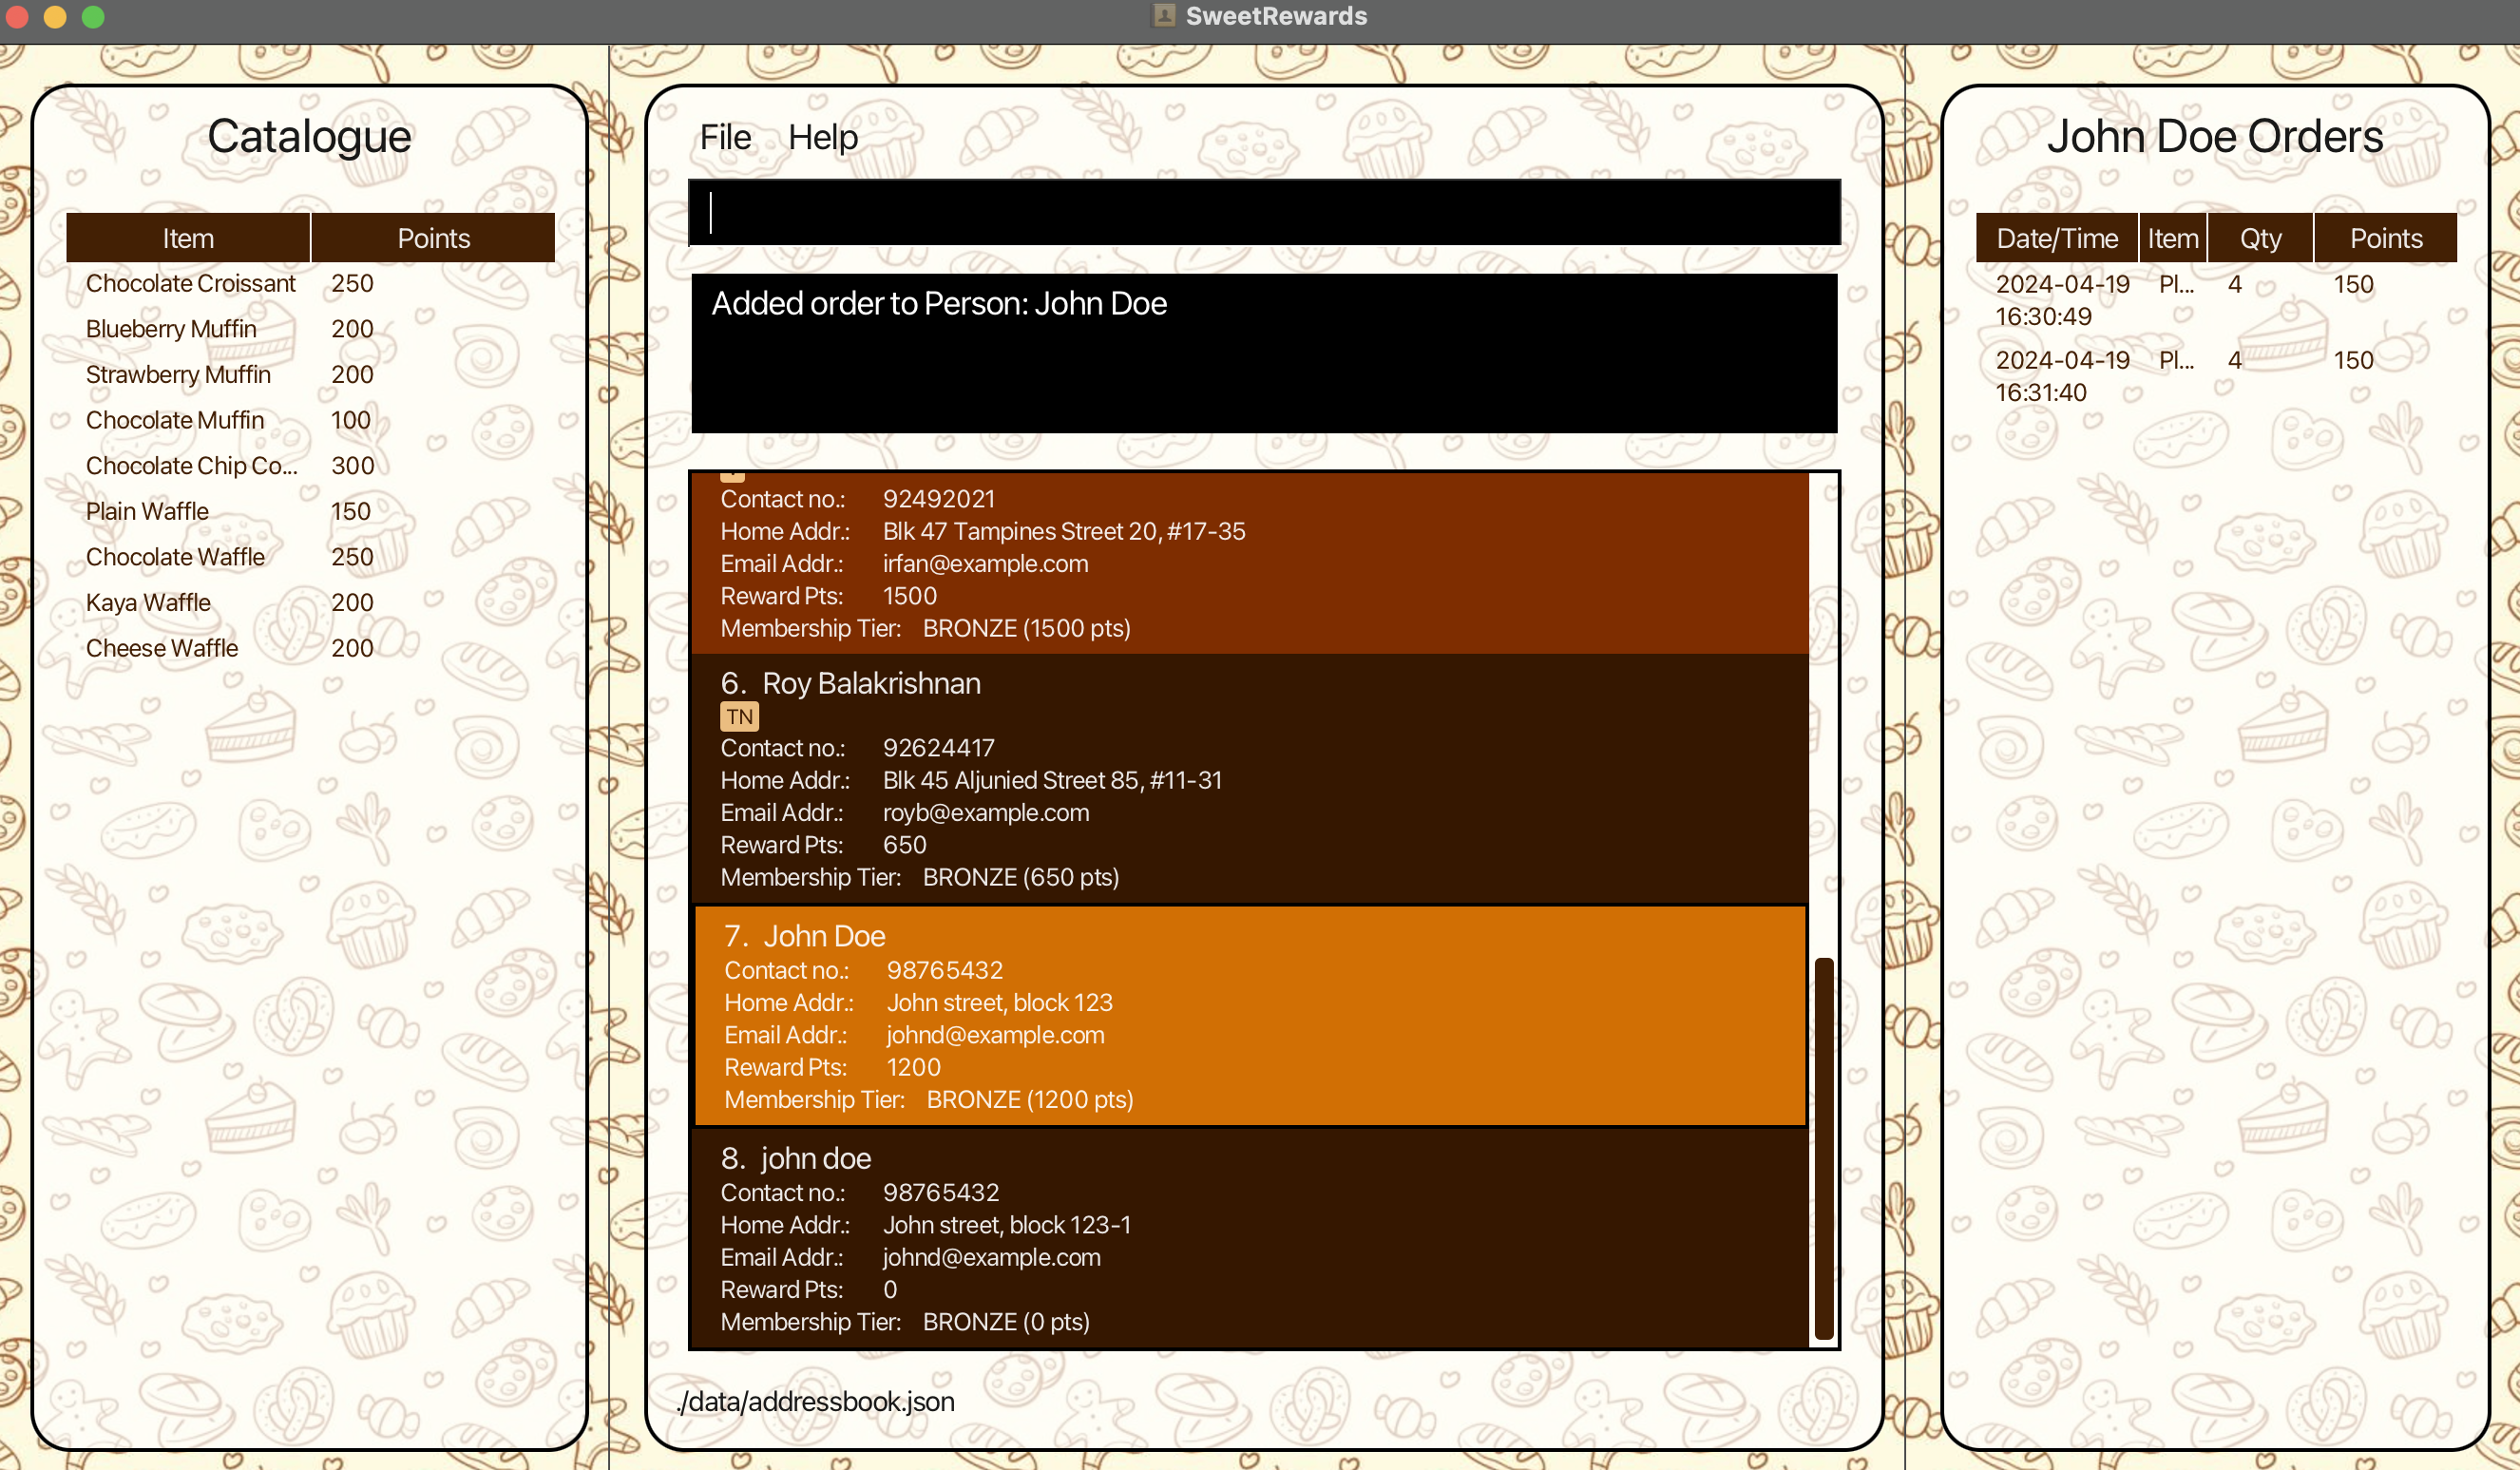 SweetRewards
Catalogue
Item Points
Chocolate Croissant 250
Blueberry Muffin 200
Strawberry Muffin 200
Chocolate Muffin 100
Chocolate Chip Co... 300
Plain Waffle 150
Chocolate Waffle 250
Kaya Waffle 200
Cheese Waffle 200
File Help
Added order to Person: John Doe
Contact no.: 92492021
Home Addr.: Blk 47 Tampines Street 20, #17-35
Email Addr.: irfan@example.com
Reward Pts: 1500
Membership Tier: BRONZE (1500 pts)
6. Roy Balakrishnan
TN
Contact no.: 92624417
Home Addr.: Blk 45 Aljunied Street 85, #11-31
Email Addr.: royb@example.com
Reward Pts: 650
Membership Tier: BRONZE (650 pts)
7. John Doe
Contact no.: 98765432
Home Addr.: John street, block 123
Email Addr.: johnd@example.com
Reward Pts: 1200
Membership Tier: BRONZE (1200 pts)
8. john doe
Contact no.: 98765432
Home Addr.: John street, block 123-1
Email Addr.: johnd@example.com
Reward Pts: 0
Membership Tier: BRONZE (0 pts)
./data/addressbook.json
John Doe Orders
Date/Time Item Qty Points
2024-04-19 Pl... 4 150
16:30:49
2024-04-19 Pl... 4 150
16:31:40